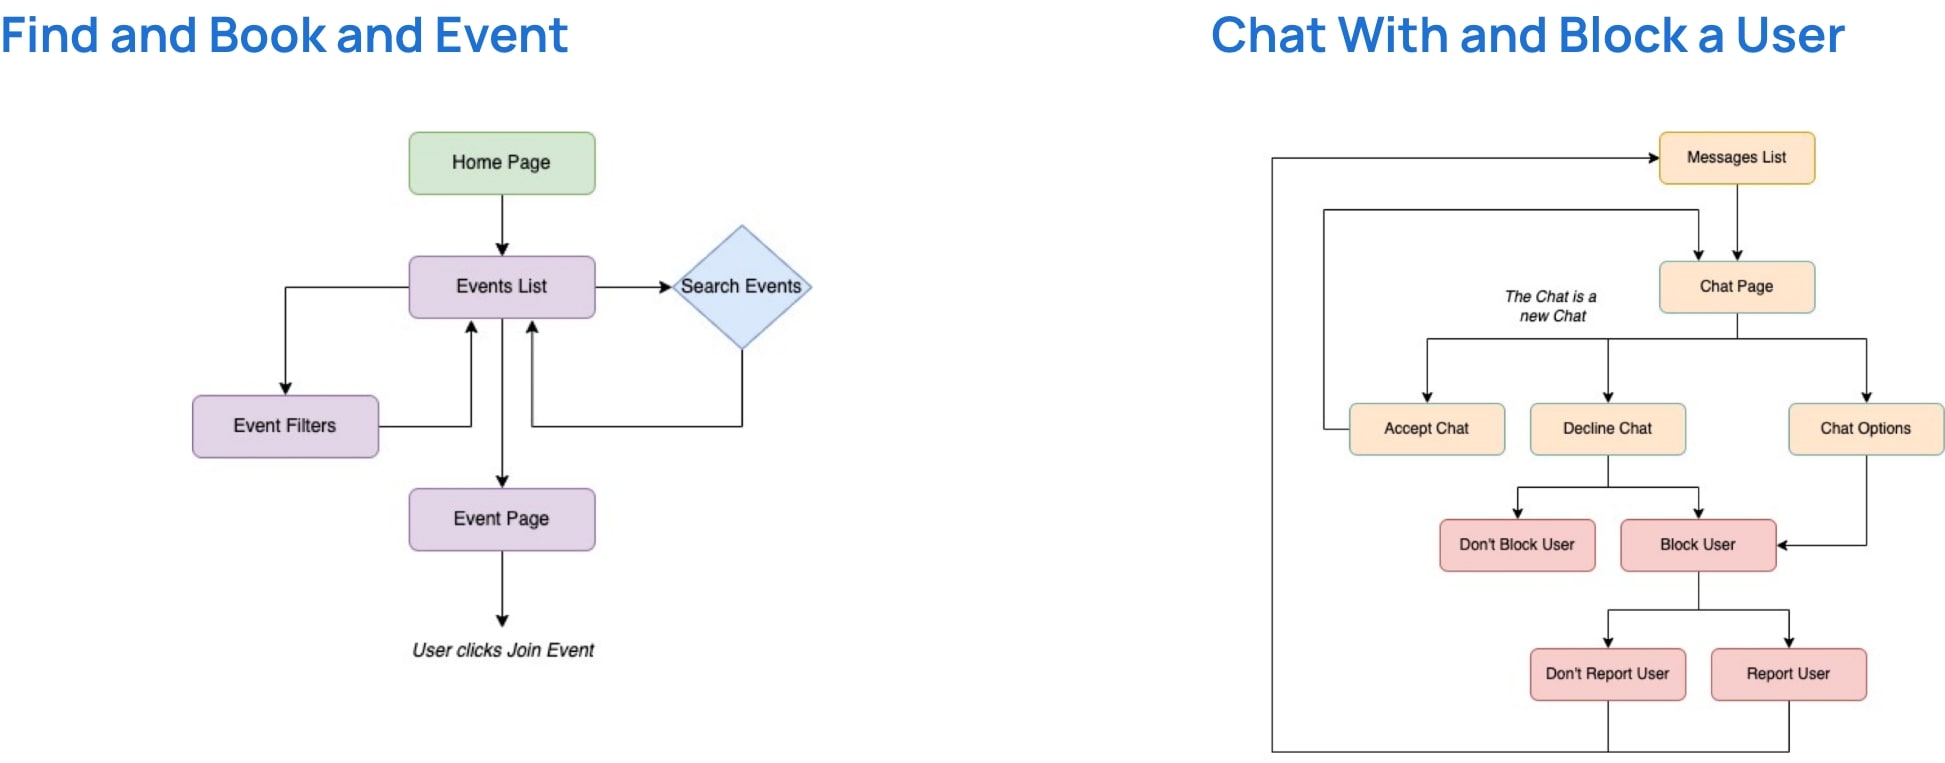 Find and Book and Event
Chat With and Block a User
Home Page
Events List
Search Events
Event Filters
Event Page
User clicks Join Event
Messages List
Chat Page
The Chat is a
new Chat
Accept Chat
Decline Chat
Chat Options
Don't Block User
Block User
Don't Report User
Report User